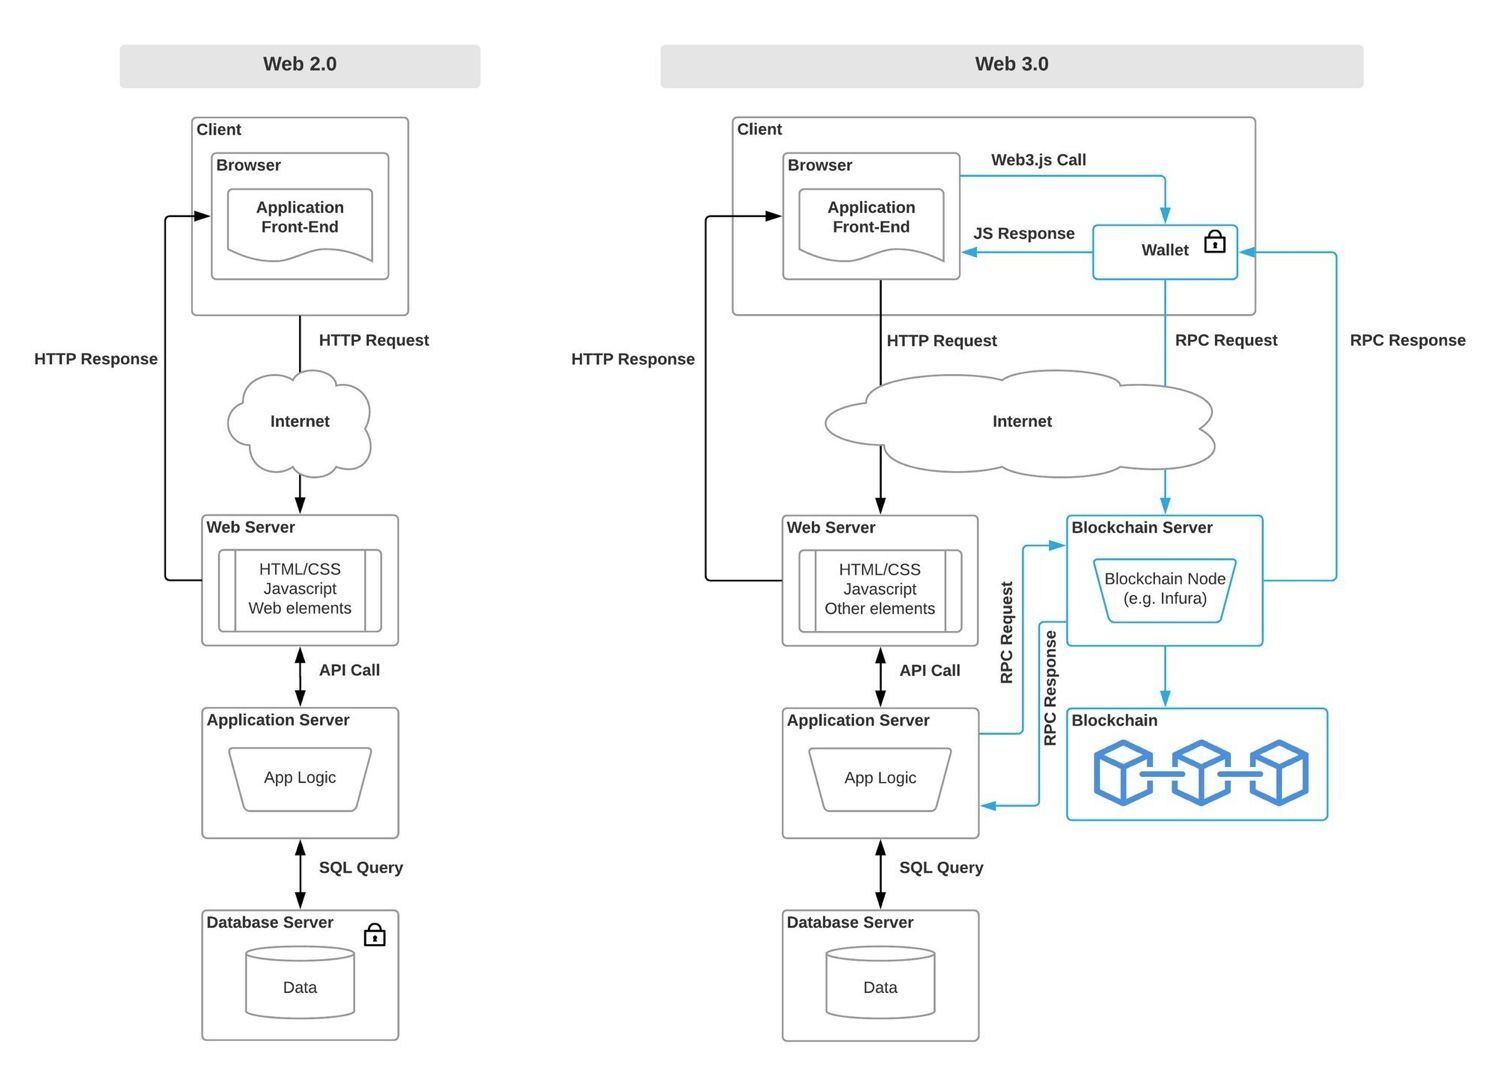 Web 2.0
Client
Browser
Application
Front-End
HTTP Request
HTTP Response
Internet
Web Server
HTML/CSS
Javascript
Web elements
API Call
Application Server
App Logic
SQL Query
Database Server
Data
Web 3.0
Client
Browser
Application
Front-End
Web3.js Call
JS Response
Wallet
HTTP Request
RPC Request
RPC Response
HTTP Response
Internet
Web Server
HTML/CSS
Javascript
Other elements
Blockchain Server
Blockchain Node
(e.g. Infura)
RPC Request
RPC Response
API Call
Application Server
App Logic
Blockchain
SQL Query
Database Server
Data